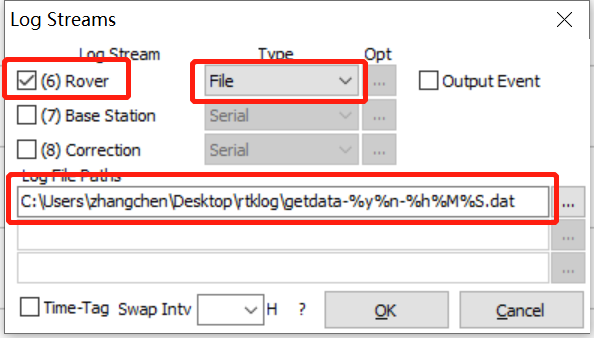 Log Streams
Log Stream Type Opt
(6) Rover File ... Output Event
(7) Base Station Serial ...
(8) Correction Serial ...
Log File Paths
C:\Users\zhangchen\Desktop\rtklog\getdata-%y%n-%h%M%S.dat ...
...
...
Time-Tag Swap Intv H ? OK Cancel